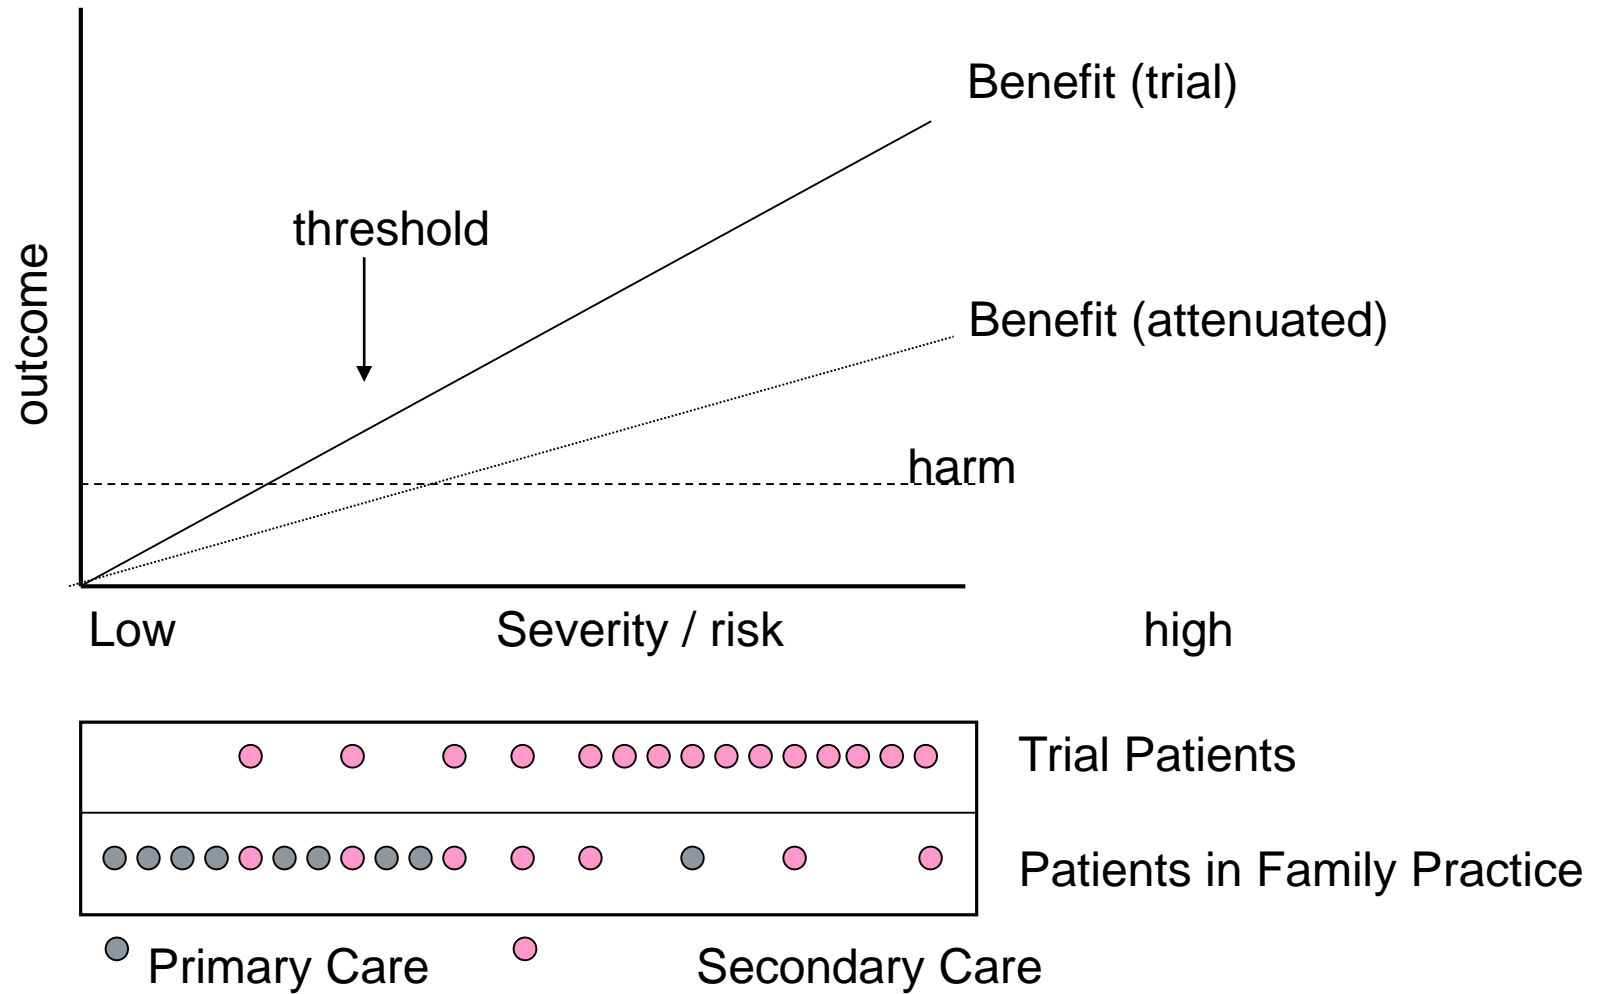 Benefit (trial)
threshold
outcome
Benefit (attenuated)
harm
Low Severity / risk high
Trial Patients
Patients in Family Practice
Primary Care Secondary Care